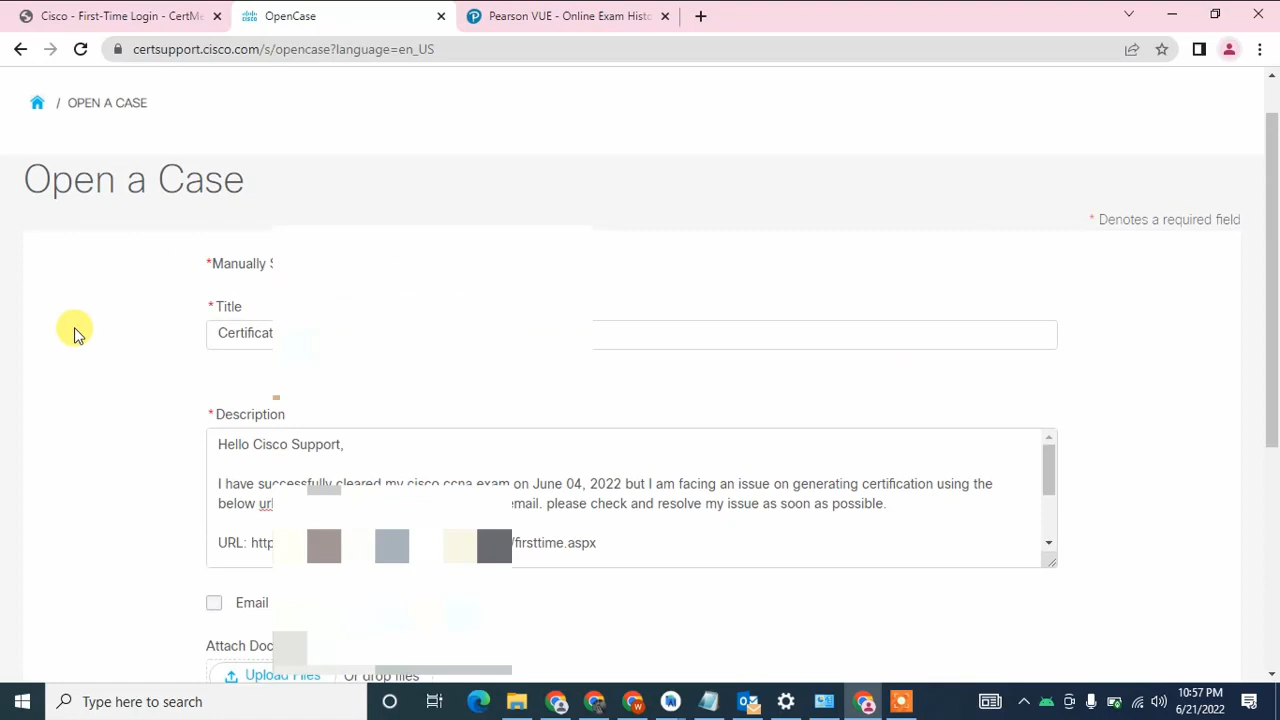 Cisco - First-Time Login - CertMe
OpenCase
Pearson VUE - Online Exam Histo
certsupport.cisco.com/s/opencase?language=en_US
/ OPEN A CASE
Open a Case
* Denotes a required field
*Manually
* Title
Certificat
* Description
Hello Cisco Support,
I have successfully cleared my cisco ccna exam on June 04, 2022 but I am facing an issue on generating certification using the
below url email. please check and resolve my issue as soon as possible.
URL: http /firsttime.aspx
Email
Attach Doc
Upload Files Or drop files
Type here to search
10:57 PM
6/21/2022